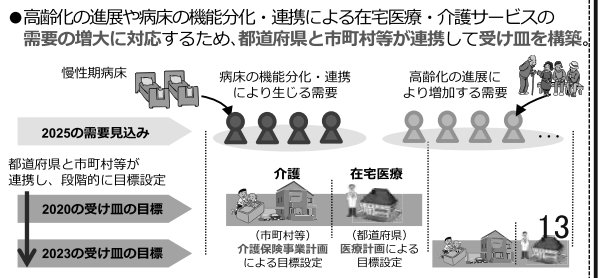 ●高齢化の進展や病床の機能分化・連携による在宅医療・介護サービスの
需要の増大に対応するため、都道府県と市町村等が連携して受け皿を構築。
慢性期病床
病床の機能分化・連携
により生じる需要
高齢化の進展に
より増加する需要
2025の需要見込み
・・・
都道府県と市町村等が
連携し、段階的に目標設定
介護
在宅医療
2020の受け皿の目標
（市町村等）
介護保険事業計画
による目標設定
（都道府県）
医療計画による
目標設定
2023の受け皿の目標
13